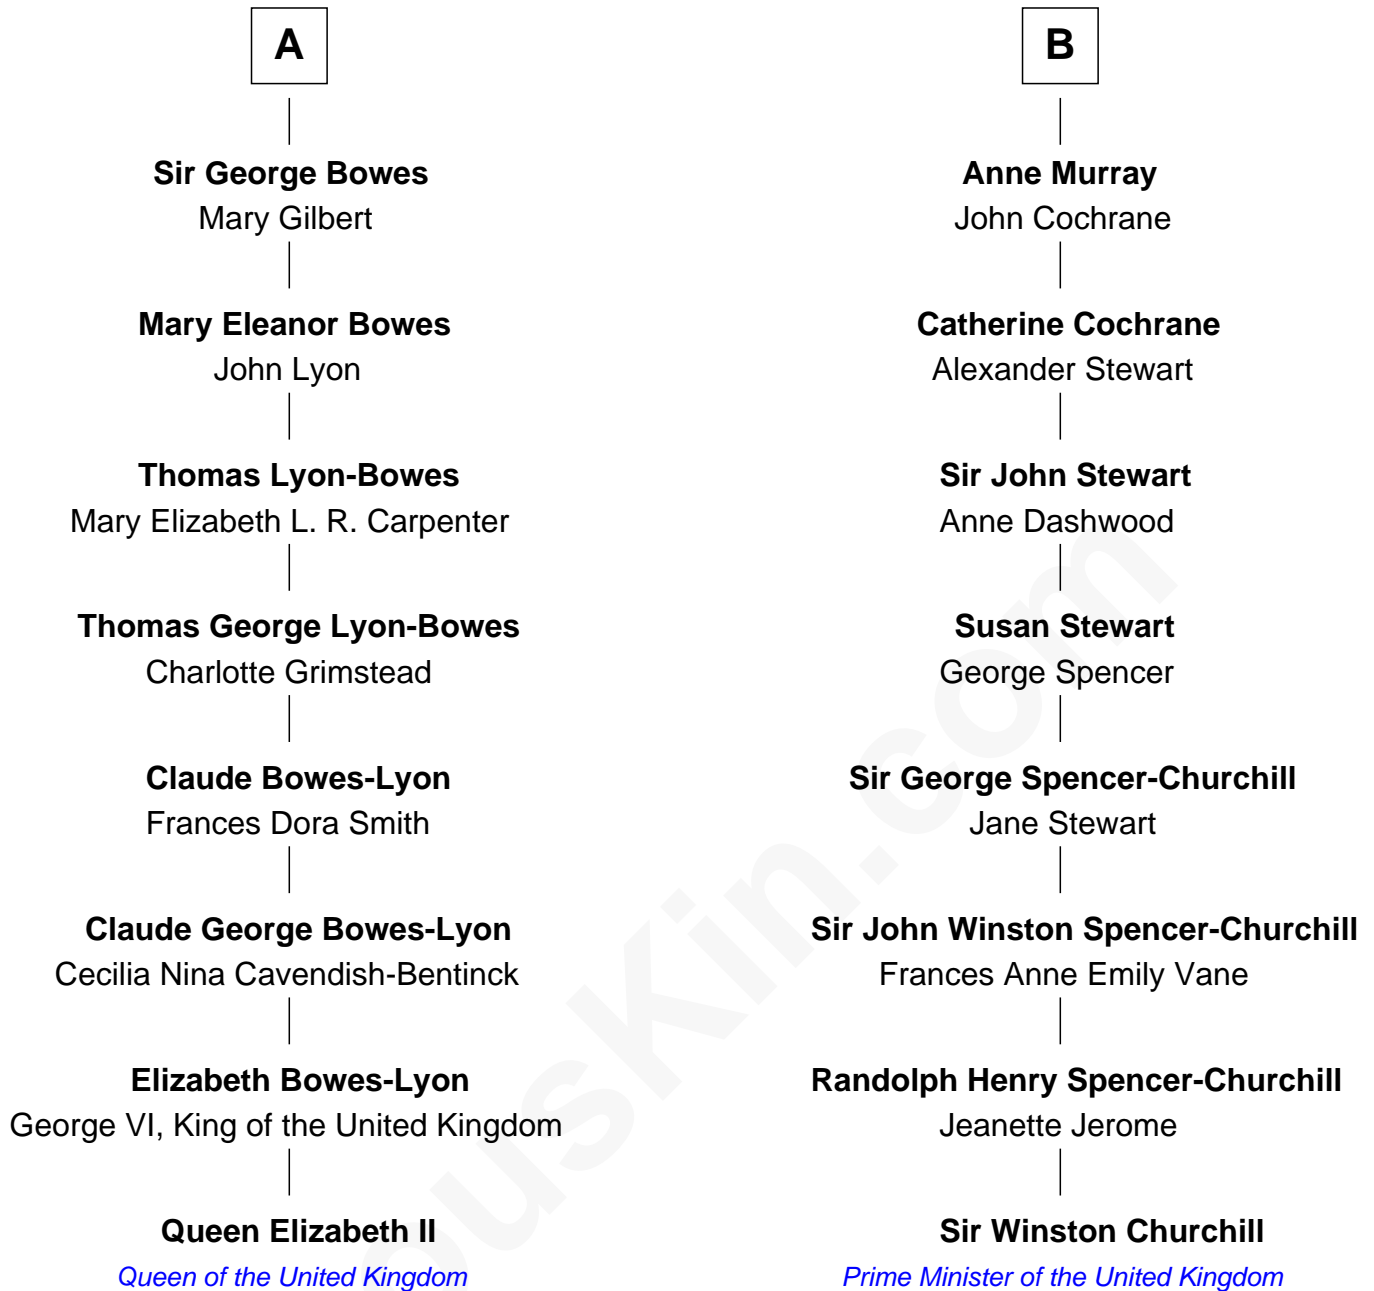 A
Sir George Bowes
Mary Gilbert
Mary Eleanor Bowes
John Lyon
Thomas Lyon-Bowes
Mary Elizabeth L. R. Carpenter
Thomas George Lyon-Bowes
Charlotte Grimstead
Claude Bowes-Lyon
Frances Dora Smith
Claude George Bowes-Lyon
Cecilia Nina Cavendish-Bentinck
Elizabeth Bowes-Lyon
George VI, King of the United Kingdom
Queen Elizabeth II
Queen of the United Kingdom
B
Anne Murray
John Cochrane
Catherine Cochrane
Alexander Stewart
Sir John Stewart
Anne Dashwood
Susan Stewart
George Spencer
Sir George Spencer-Churchill
Jane Stewart
Sir John Winston Spencer-Churchill
Frances Anne Emily Vane
Randolph Henry Spencer-Churchill
Jeanette Jerome
Sir Winston Churchill
Prime Minister of the United Kingdom
ousKin.com